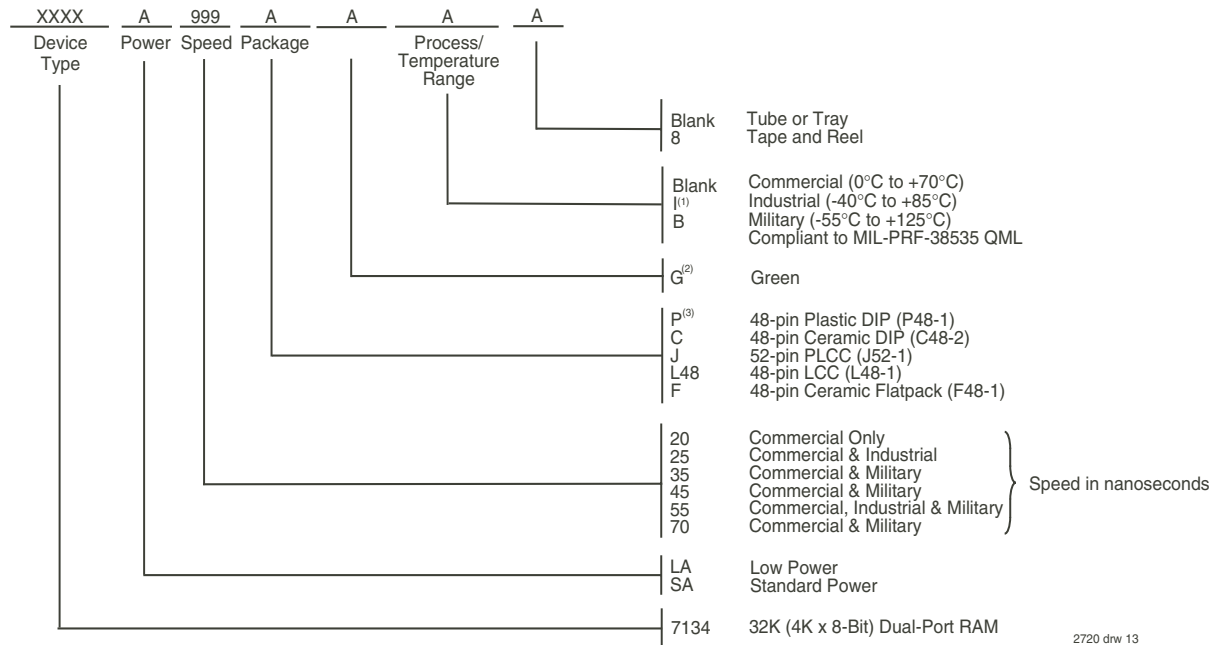 XXXX A 999 A A A A
Device Type Power Speed Package Process/ Temperature Range
Blank Tube or Tray
8 Tape and Reel
Blank Commercial (0°C to +70°C)
I(1) Industrial (-40°C to +85°C)
B Military (-55°C to +125°C)
Compliant to MIL-PRF-38535 QML
G(2) Green
P(3) 48-pin Plastic DIP (P48-1)
C 48-pin Ceramic DIP (C48-2)
J 52-pin PLCC (J52-1)
L48 48-pin LCC (L48-1)
F 48-pin Ceramic Flatpack (F48-1)
20 Commercial Only
25 Commercial & Industrial
35 Commercial & Military
45 Commercial & Military
55 Commercial, Industrial & Military
70 Commercial & Military
Speed in nanoseconds
LA Low Power
SA Standard Power
7134 32K (4K x 8-Bit) Dual-Port RAM
2720 drw 13